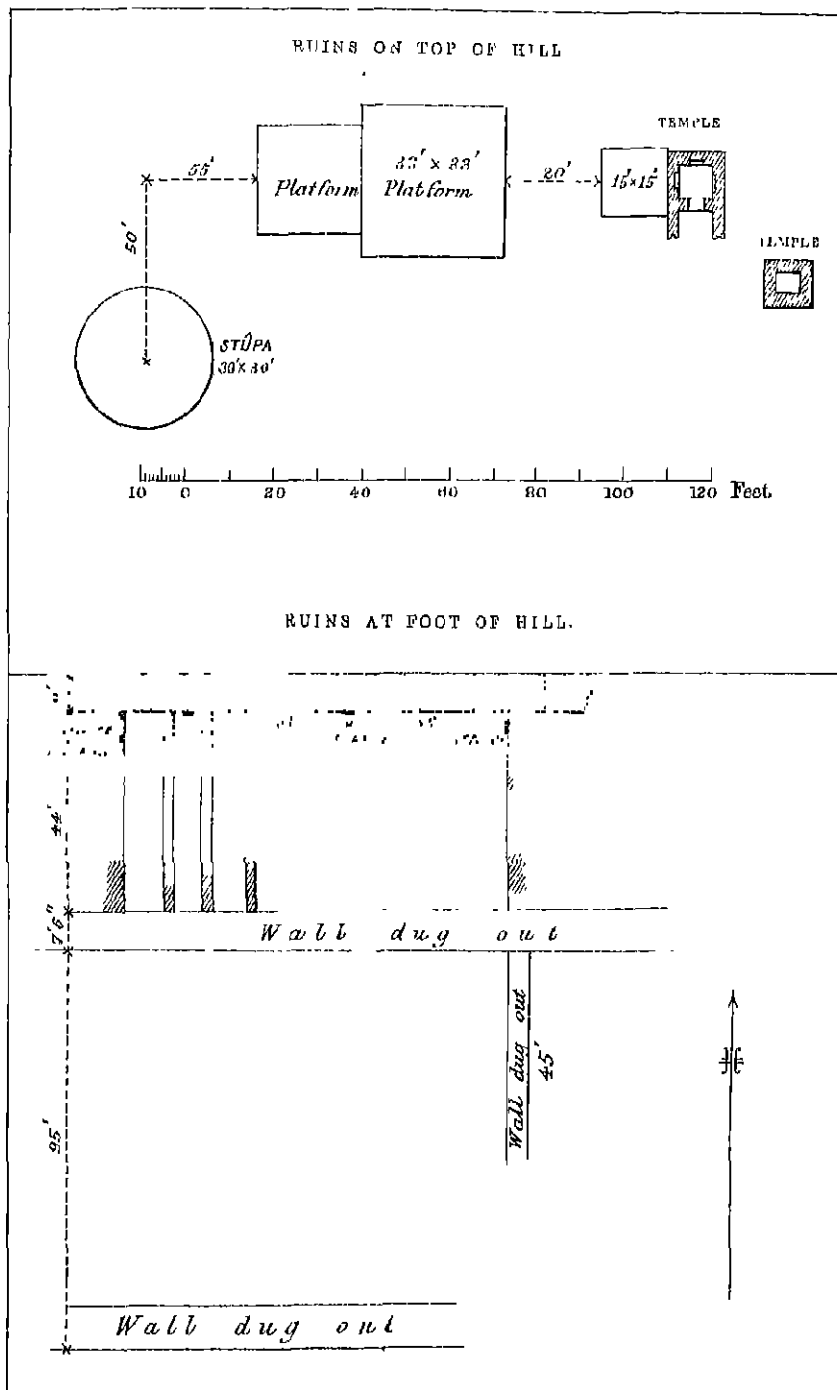 RUINS ON TOP OF HILL
TEMPLE
55'
Platform
33' × 33'
Platform
20'
15' × 15'
50'
TEMPLE
STÛPA
30' × 30'
10 0 20 40 60 80 100 120 Feet
RUINS AT FOOT OF HILL.
44'
7'6"
Wall dug out
Wall dug out
45'
95'
Wall dug out